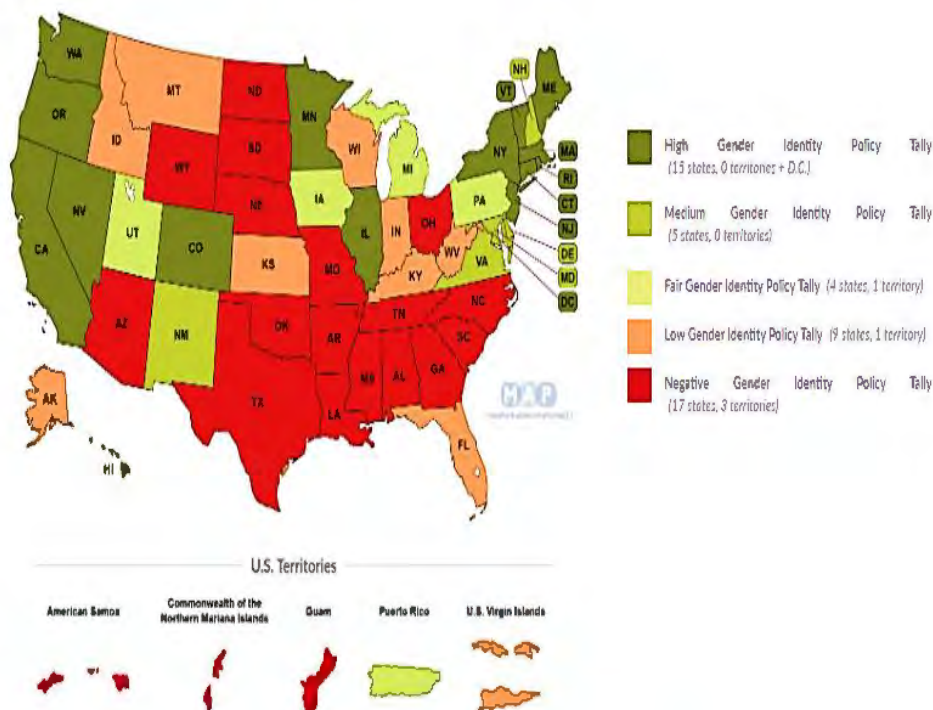 WA
OR
CA
NV
ID
MT
WY
UT
CO
AZ
NM
ND
SD
NE
KS
OK
TX
MN
IA
MO
AR
LA
WI
IL
MI
IN
OH
KY
WV
TN
MS
AL
GA
FL
SC
NC
VA
PA
NY
VT
NH
ME
MA
RI
CT
NJ
DE
MD
DC
AK
HI
MAP
High Gender Identity Policy Tally
(15 states, 0 territories + D.C.)
Medium Gender Identity Policy Tally
(5 states, 0 territories)
Fair Gender Identity Policy Tally (4 states, 1 territory)
Low Gender Identity Policy Tally (9 states, 1 territory)
Negative Gender Identity Policy Tally
(17 states, 3 territories)
U.S. Territories
American Samoa
Commonwealth of the
Northern Mariana Islands
Guam
Puerto Rico
U.S. Virgin Islands